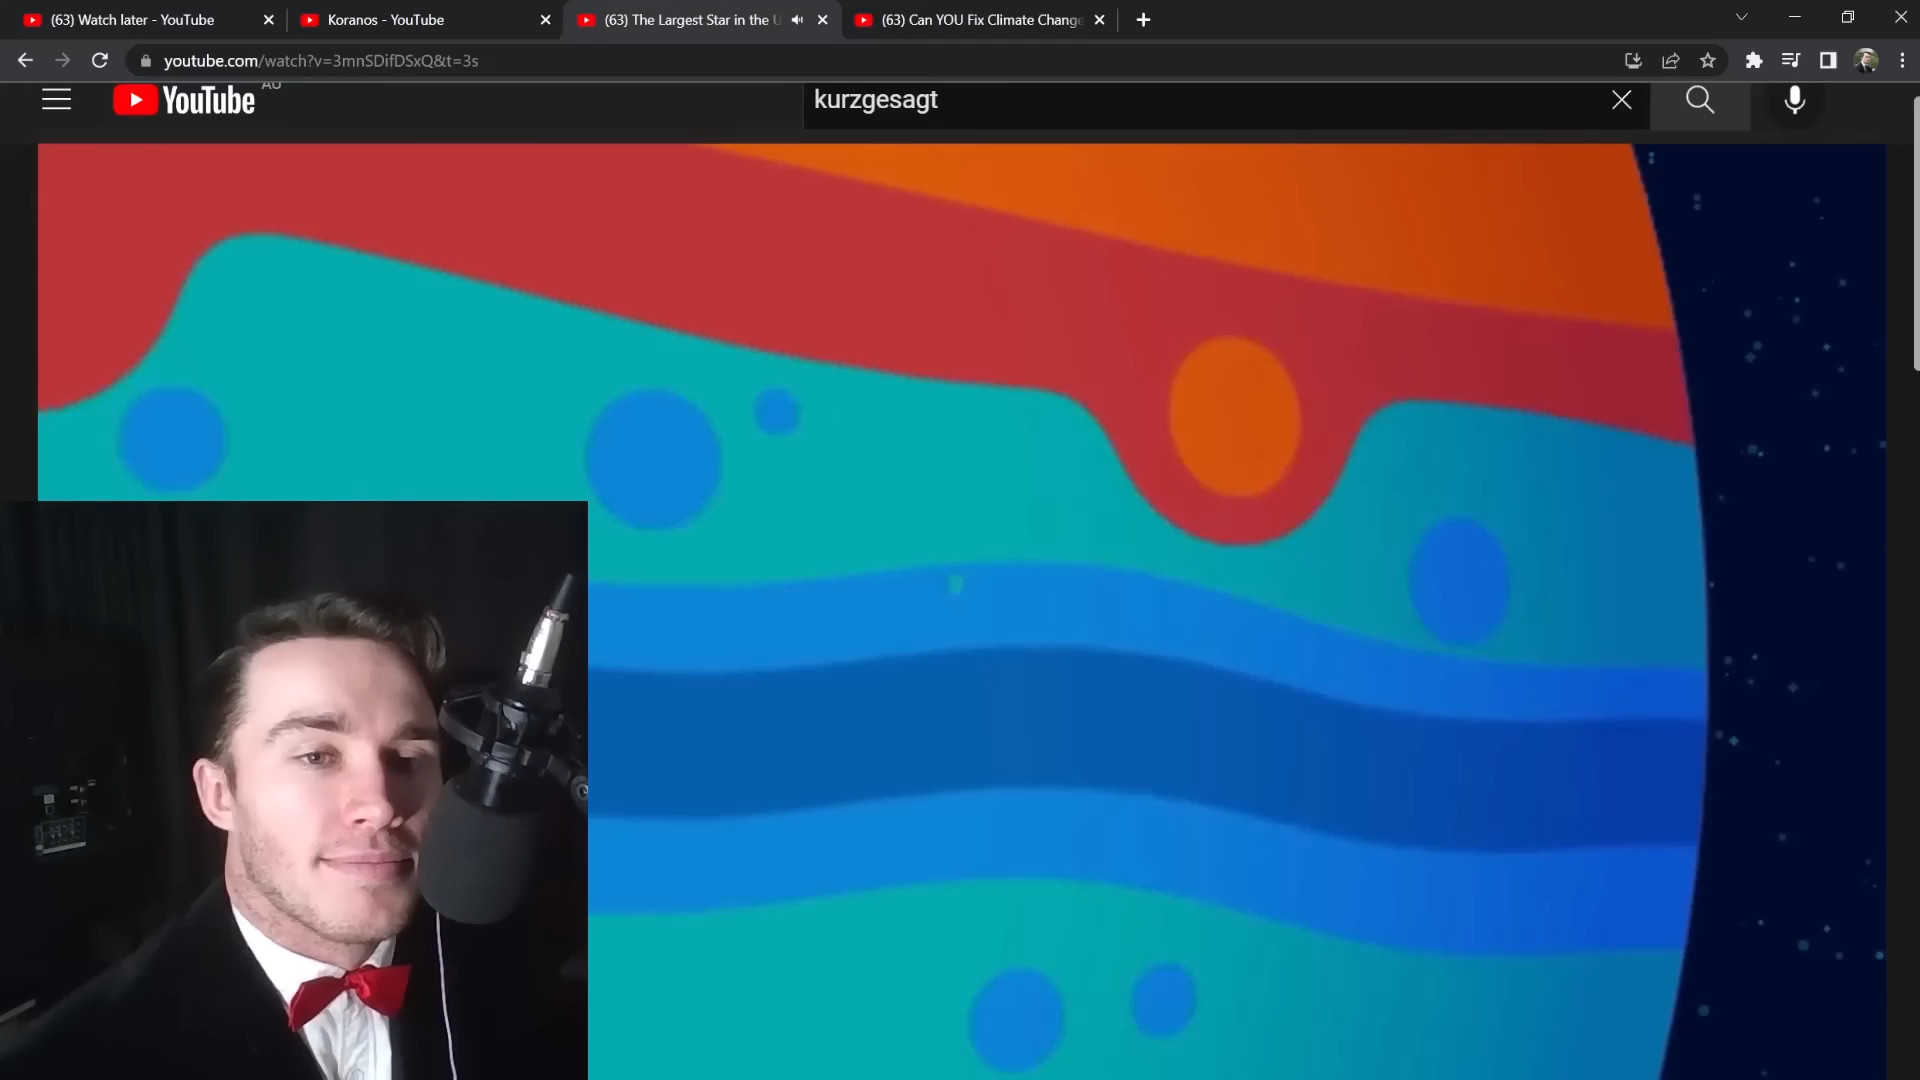 (63) Watch later - YouTube
Koranos - YouTube
(63) The Largest Star in the U
(63) Can YOU Fix Climate Change
youtube.com/watch?v=3mnSDifDSxQ&t=3s
YouTube
AU
kurzgesagt